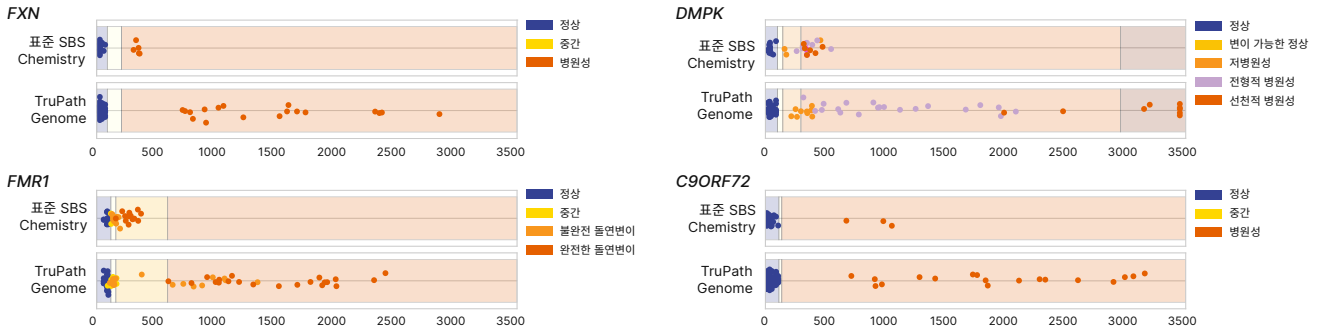 FXN
표준 SBS
Chemistry
TruPath
Genome
0 500 1000 1500 2000 2500 3000 3500
정상
중간
병원성
DMPK
표준 SBS
Chemistry
TruPath
Genome
0 500 1000 1500 2000 2500 3000 3500
정상
변이 가능한 정상
저병원성
전형적 병원성
선천적 병원성
FMR1
표준 SBS
Chemistry
TruPath
Genome
0 500 1000 1500 2000 2500 3000 3500
정상
중간
불완전 돌연변이
완전한 돌연변이
C9ORF72
표준 SBS
Chemistry
TruPath
Genome
0 500 1000 1500 2000 2500 3000 3500
정상
중간
병원성